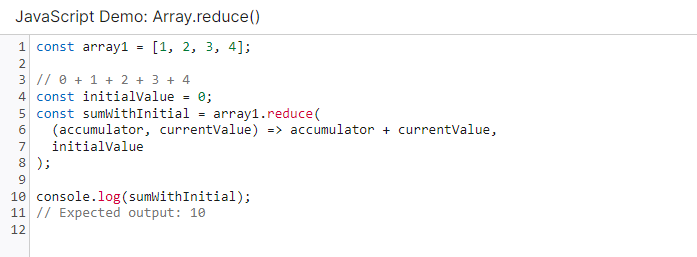 JavaScript Demo: Array.reduce()
1 const array1 = [1, 2, 3, 4];
2
3 // 0 + 1 + 2 + 3 + 4
4 const initialValue = 0;
5 const sumWithInitial = array1.reduce(
6   (accumulator, currentValue) => accumulator + currentValue,
7   initialValue
8 );
9
10 console.log(sumWithInitial);
11 // Expected output: 10
12